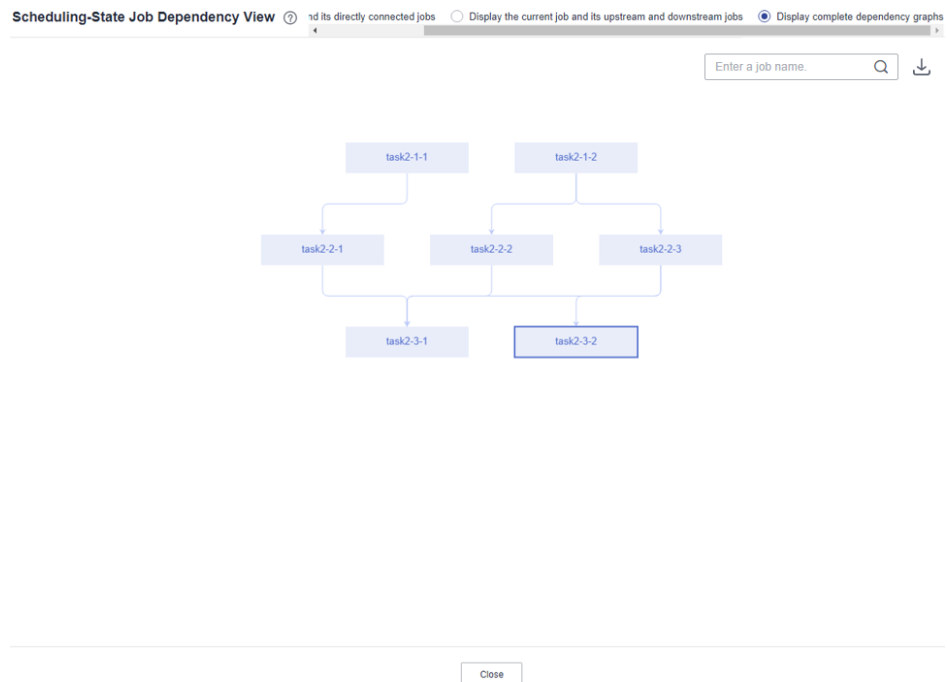 Scheduling-State Job Dependency View ? nd its directly connected jobs Display the current job and its upstream and downstream jobs Display complete dependency graphs
Enter a job name.
task2-1-1 task2-1-2
task2-2-1 task2-2-2 task2-2-3
task2-3-1 task2-3-2
Close